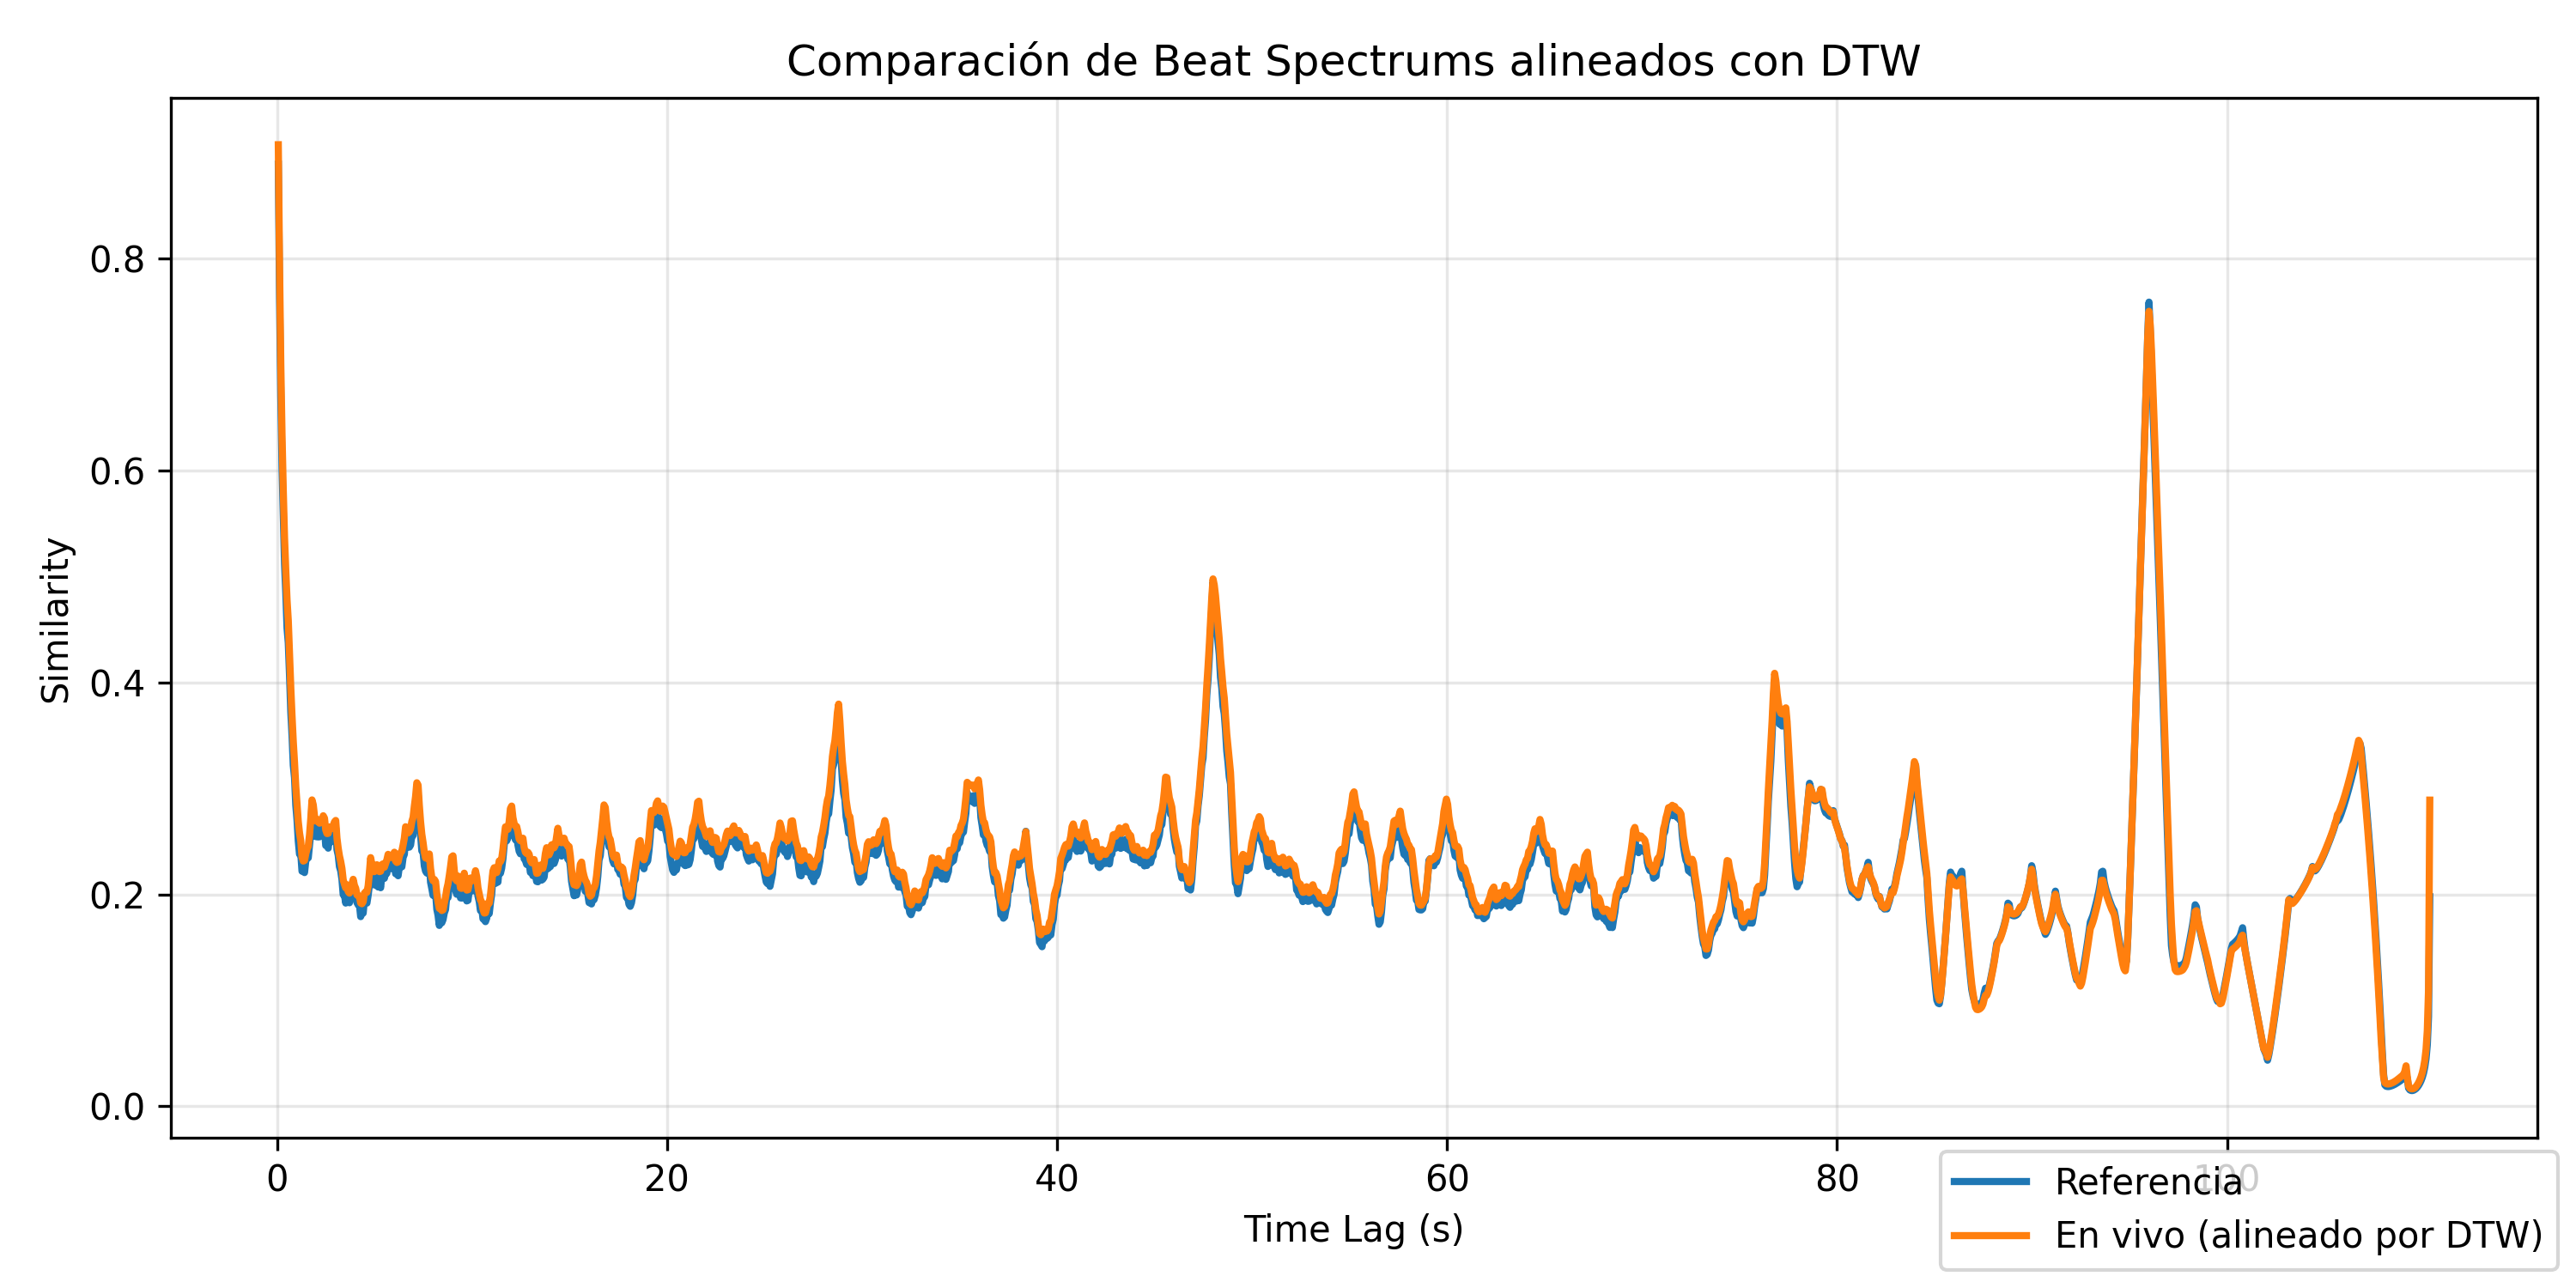 Comparación de Beat Spectrums alineados con DTW
Similarity
0.8
0.6
0.4
0.2
0.0
0 20 40 60 80 100
Time Lag (s)
Referencia
En vivo (alineado por DTW)